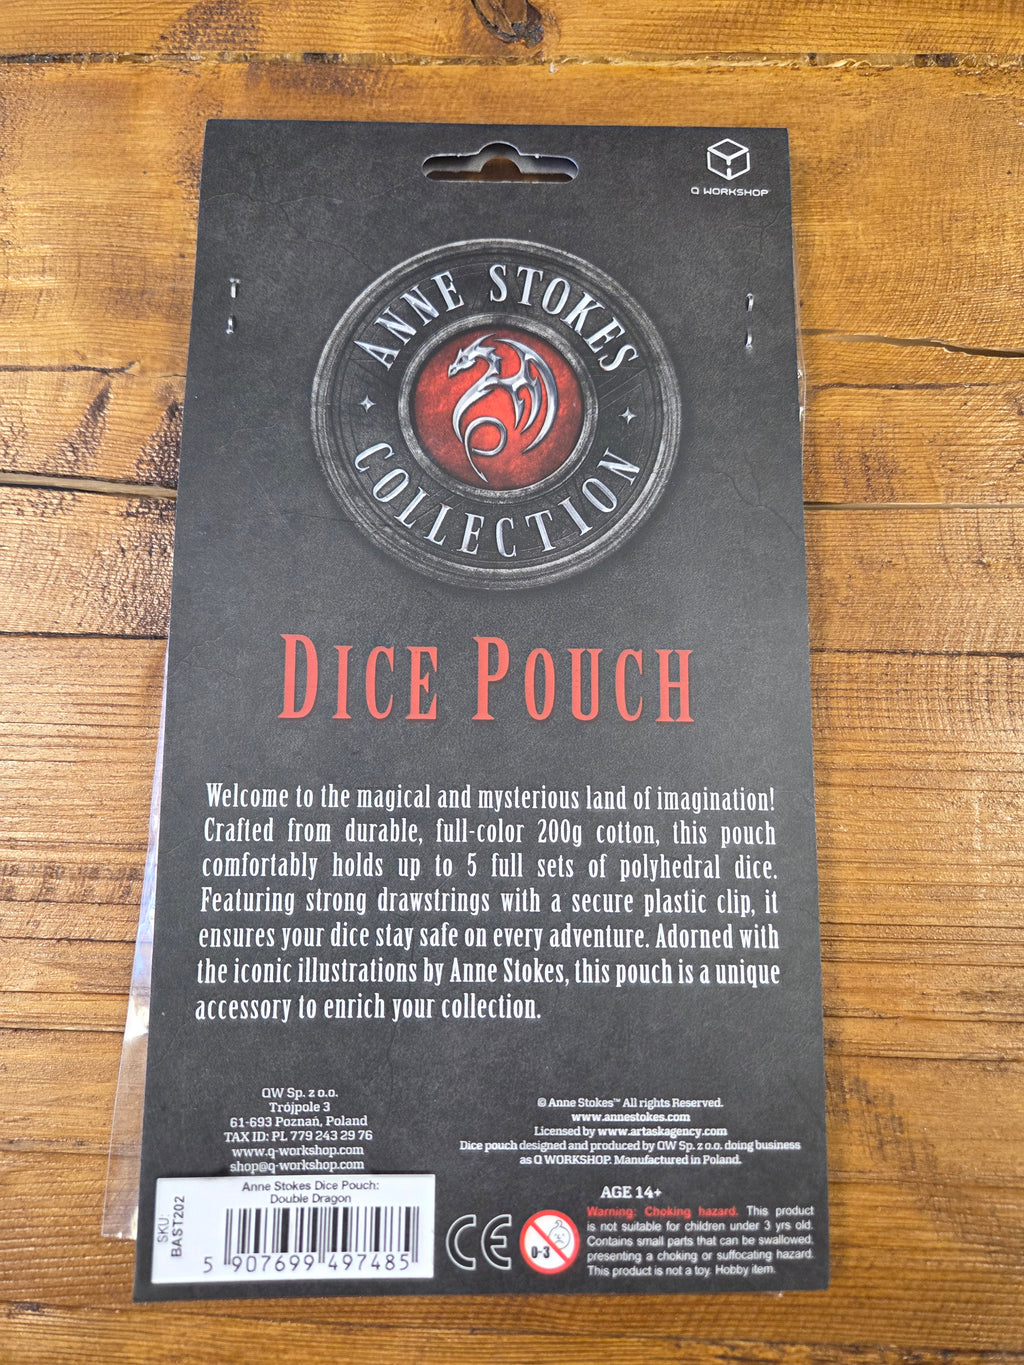 Q WORKSHOP
ANNE STOKES
COLLECTION
DICE POUCH
Welcome to the magical and mysterious land of imagination!
Crafted from durable, full-color 200g cotton, this pouch
comfortably holds up to 5 full sets of polyhedral dice.
Featuring strong drawstrings with a secure plastic clip, it
ensures your dice stay safe on every adventure. Adorned with
the iconic illustrations by Anne Stokes, this pouch is a unique
accessory to enrich your collection.
QW Sp. z o.o.
Trójpole 3
61-693 Poznań, Poland
TAX ID: PL 779 243 29 76
www.q-workshop.com
shop@q-workshop.com
© Anne Stokes™ All rights Reserved.
www.annestokes.com
Licensed by www.artaskagency.com
Dice pouch designed and produced by QW Sp. z o.o. doing business
as Q WORKSHOP. Manufactured in Poland.
Anne Stokes Dice Pouch:
Double Dragon
SKU:
BAST202
5 907699 497485
CE
0-3
AGE 14+
Warning: Choking hazard. This product
is not suitable for children under 3 yrs old.
Contains small parts that can be swallowed,
presenting a choking or suffocating hazard.
This product is not a toy. Hobby item.